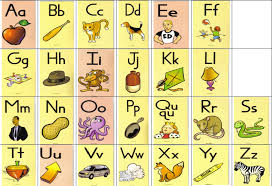 Aa Bb Cc Dd Ee Ff
Gg Hh Ii Jj Kk Ll
Mm Nn Oo Pp Qu qu Rr Ss
Tt Uu Vv Ww Xx Yy Zz